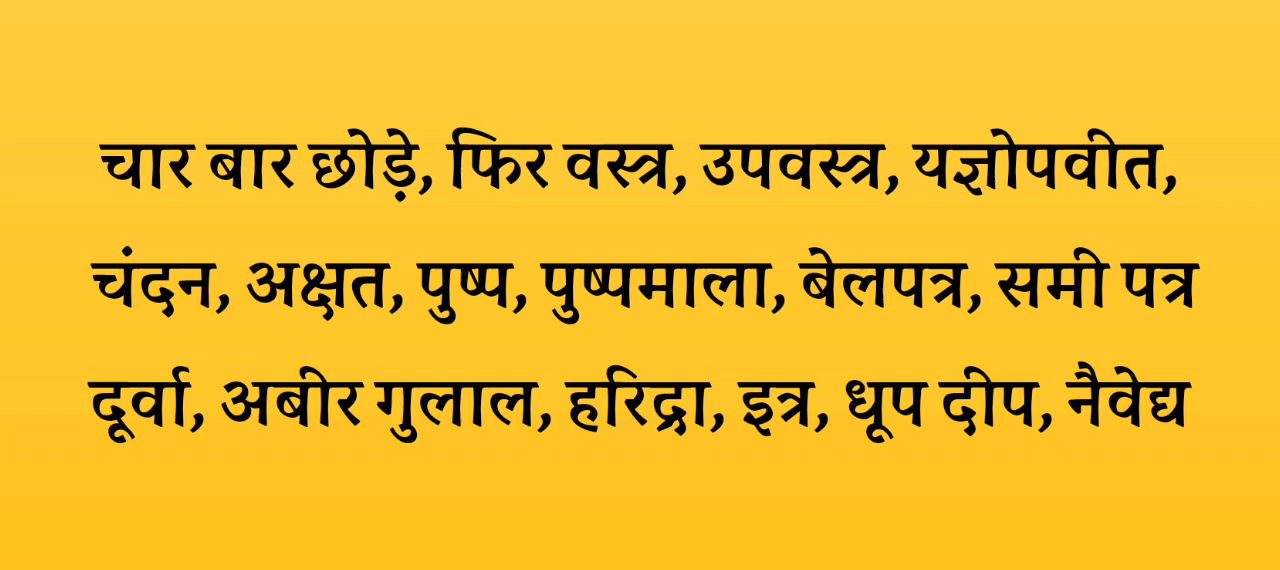 चार बार छोड़े, फिर वस्त्र, उपवस्त्र, यज्ञोपवीत,
चंदन, अक्षत, पुष्प, पुष्पमाला, बेलपत्र, समी पत्र
दूर्वा, अबीर गुलाल, हरिद्रा, इत्र, धूप दीप, नैवेद्य